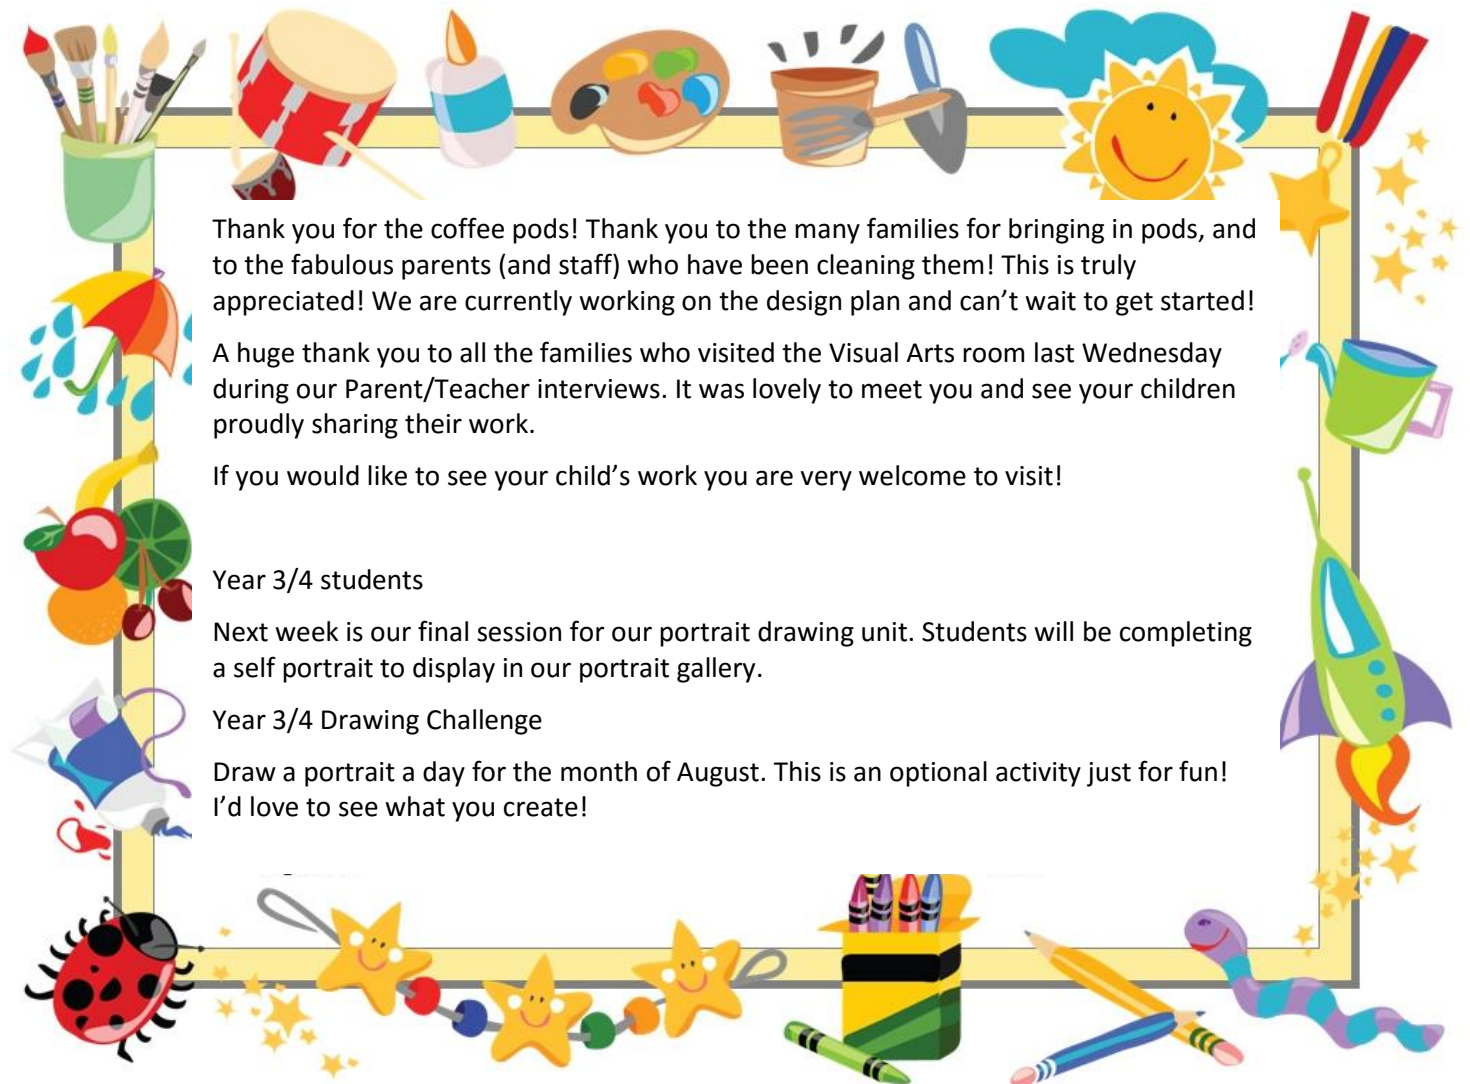 Thank you for the coffee pods! Thank you to the many families for bringing in pods, and
to the fabulous parents (and staff) who have been cleaning them! This is truly
appreciated! We are currently working on the design plan and can’t wait to get started!
A huge thank you to all the families who visited the Visual Arts room last Wednesday
during our Parent/Teacher interviews. It was lovely to meet you and see your children
proudly sharing their work.
If you would like to see your child’s work you are very welcome to visit!
Year 3/4 students
Next week is our final session for our portrait drawing unit. Students will be completing
a self portrait to display in our portrait gallery.
Year 3/4 Drawing Challenge
Draw a portrait a day for the month of August. This is an optional activity just for fun!
I’d love to see what you create!